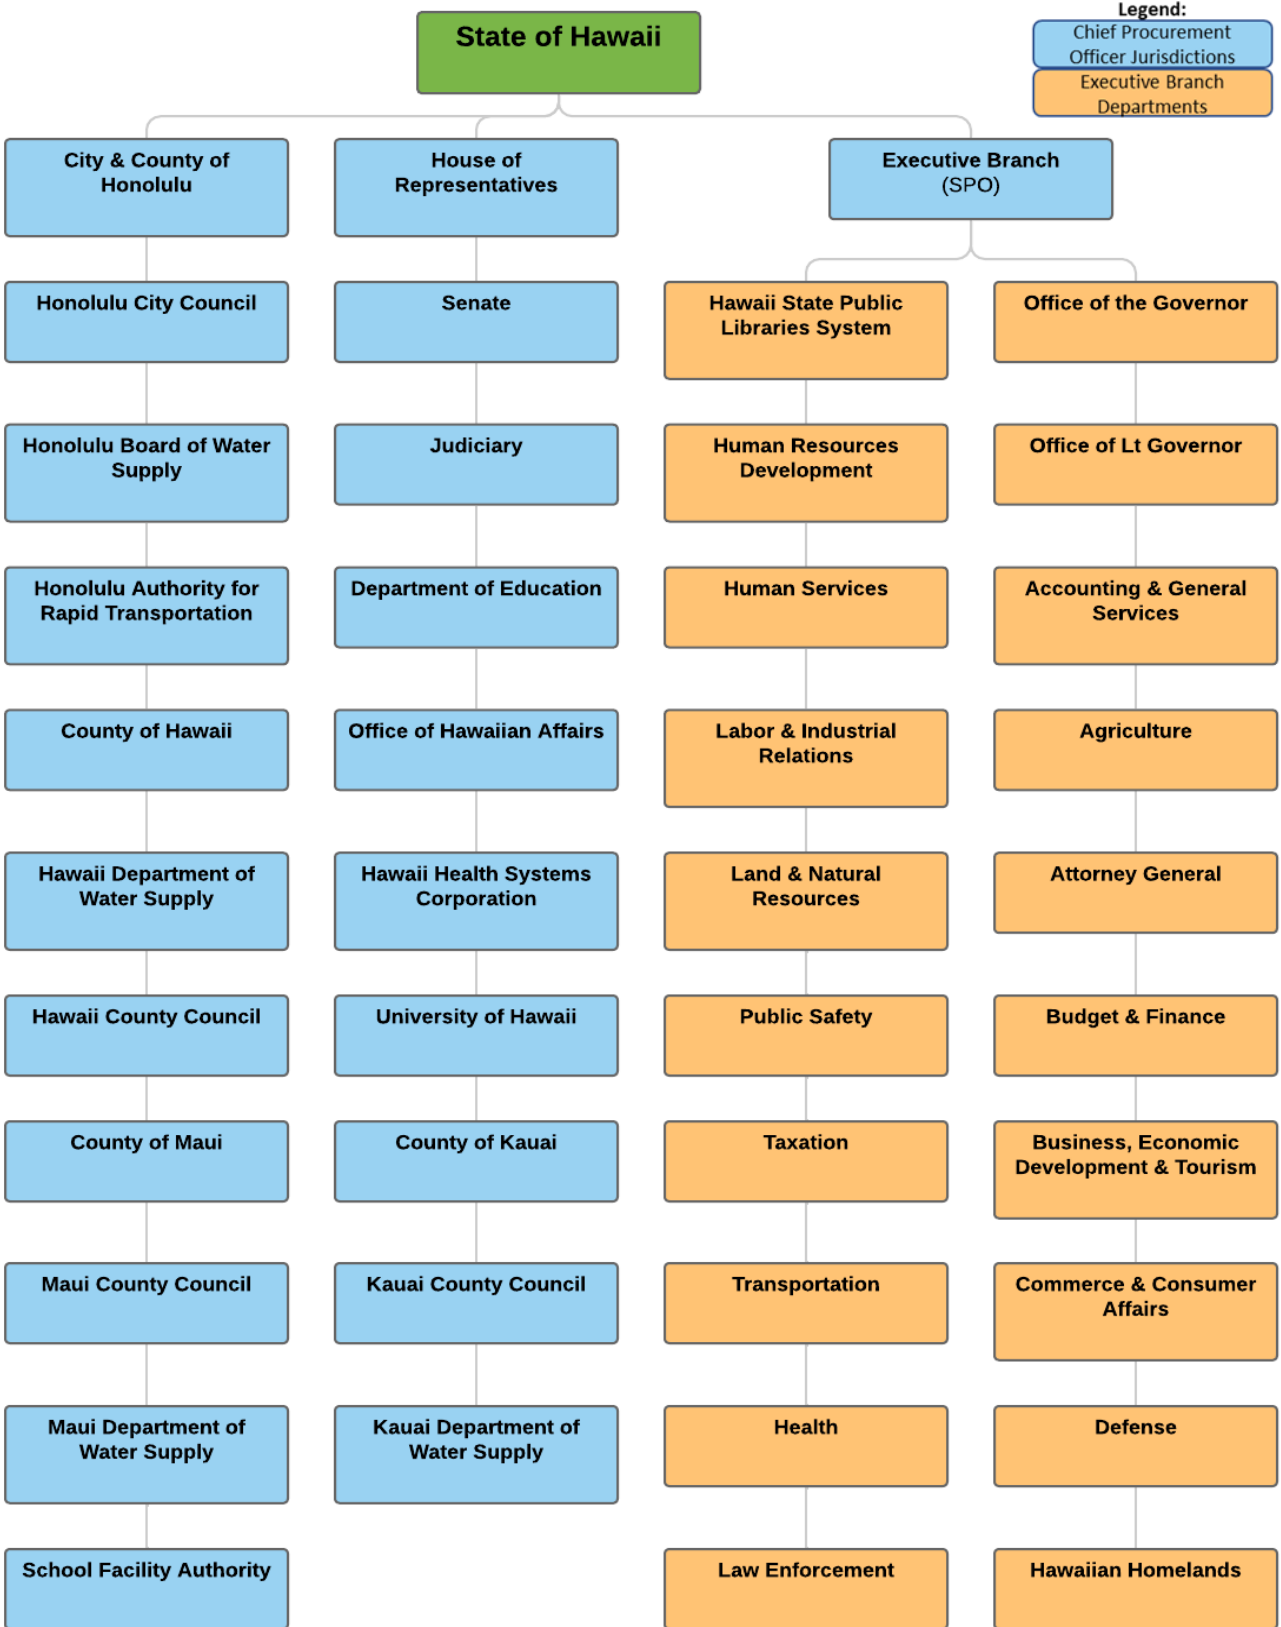 State of Hawaii
Legend:
Chief Procurement
Officer Jurisdictions
Executive Branch
Departments
City & County of
Honolulu
Honolulu City Council
Honolulu Board of Water
Supply
Honolulu Authority for
Rapid Transportation
County of Hawaii
Hawaii Department of
Water Supply
Hawaii County Council
County of Maui
Maui County Council
Maui Department of
Water Supply
School Facility Authority
House of
Representatives
Senate
Judiciary
Department of Education
Office of Hawaiian Affairs
Hawaii Health Systems
Corporation
University of Hawaii
County of Kauai
Kauai County Council
Kauai Department of
Water Supply
Executive Branch
(SPO)
Hawaii State Public
Libraries System
Human Resources
Development
Human Services
Labor & Industrial
Relations
Land & Natural
Resources
Public Safety
Taxation
Transportation
Health
Law Enforcement
Office of the Governor
Office of Lt Governor
Accounting & General
Services
Agriculture
Attorney General
Budget & Finance
Business, Economic
Development & Tourism
Commerce & Consumer
Affairs
Defense
Hawaiian Homelands